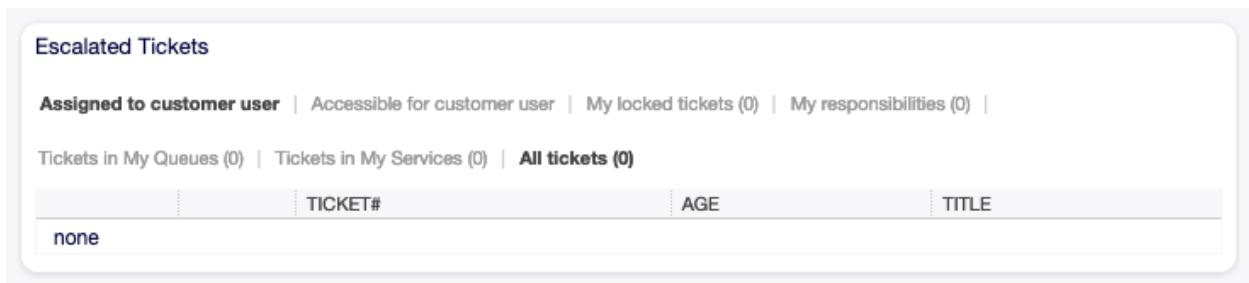 Escalated Tickets
Assigned to customer user | Accessible for customer user | My locked tickets (0) | My responsibilities (0) |
Tickets in My Queues (0) | Tickets in My Services (0) | All tickets (0)
TICKET# AGE TITLE
none